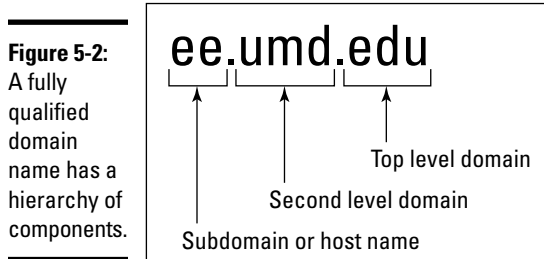 Figure 5-2:
A fully
qualified
domain
name has a
hierarchy of
components.
ee.umd.edu
Top level domain
Second level domain
Subdomain or host name